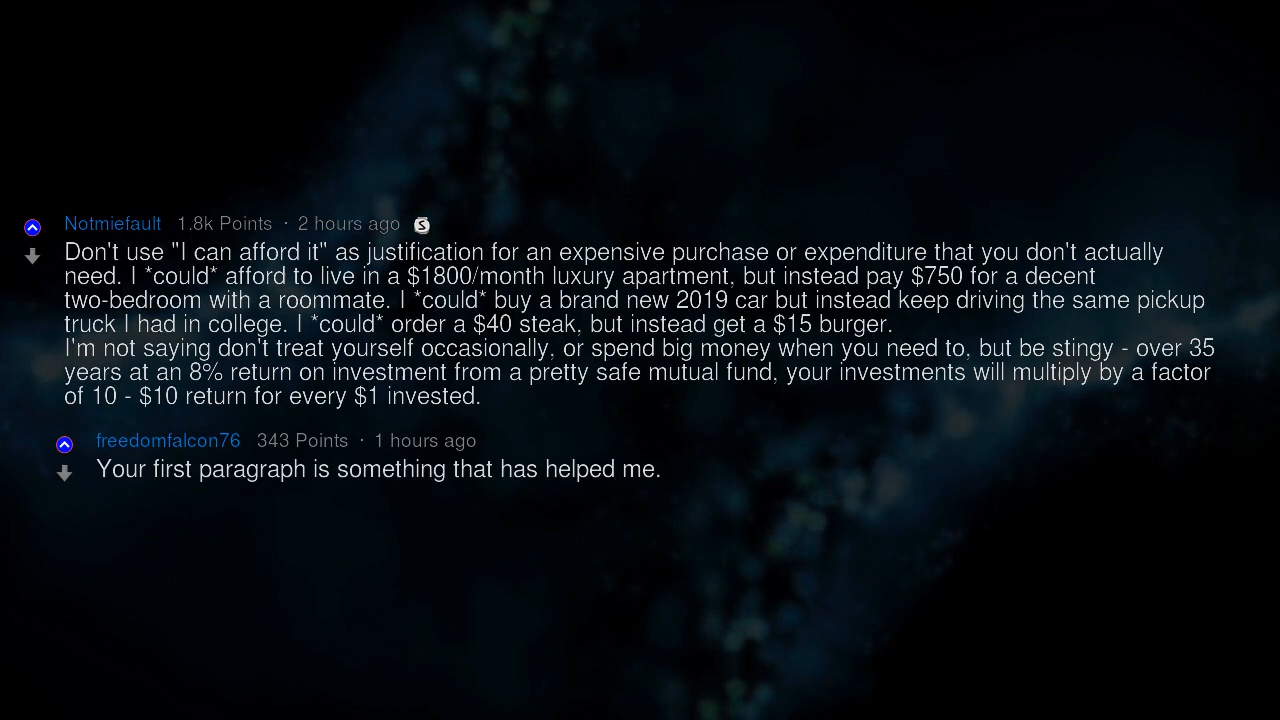 Notmiefault 1.8k Points · 2 hours ago S
Don't use "I can afford it" as justification for an expensive purchase or expenditure that you don't actually
need. I *could* afford to live in a $1800/month luxury apartment, but instead pay $750 for a decent
two-bedroom with a roommate. I *could* buy a brand new 2019 car but instead keep driving the same pickup
truck I had in college. I *could* order a $40 steak, but instead get a $15 burger.
I'm not saying don't treat yourself occasionally, or spend big money when you need to, but be stingy - over 35
years at an 8% return on investment from a pretty safe mutual fund, your investments will multiply by a factor
of 10 - $10 return for every $1 invested.
freedomfalcon76 343 Points · 1 hours ago
Your first paragraph is something that has helped me.